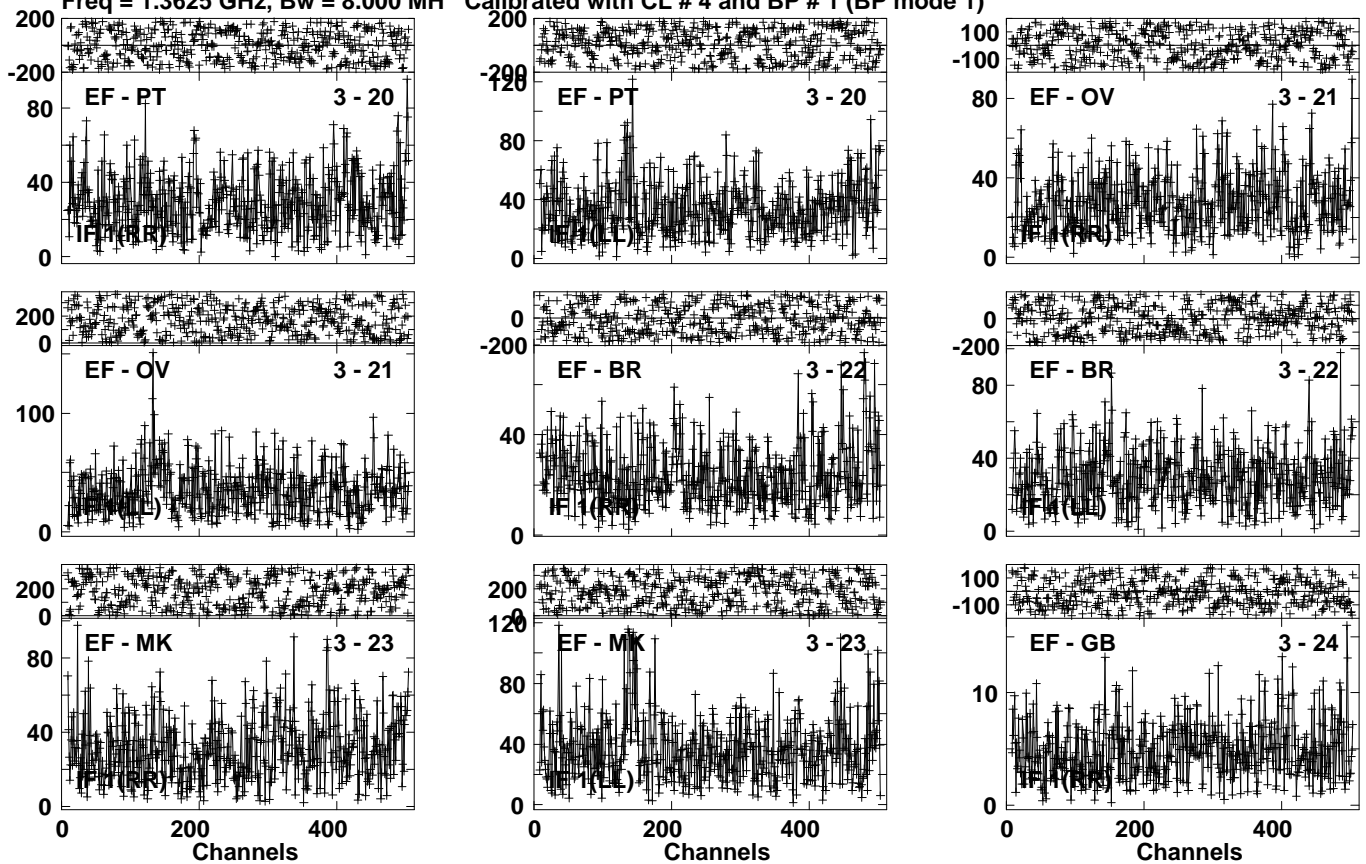 Freq = 1.3625 GHz, Bw = 8.000 MH Calibrated with CL # 4 and BP # 1 (BP mode 1)
200
-200
EF - PT 3 - 20
80
40
0
IF 1(RR)
200
-200
EF - PT 3 - 20
120
80
40
0
IF 1(LL)
100
-100
EF - OV 3 - 21
80
40
0
IF 1(RR)
200
0
EF - OV 3 - 21
100
0
IF 1(LL)
0
-200
EF - BR 3 - 22
40
0
IF 1(RR)
0
-200
EF - BR 3 - 22
80
40
0
IF 1(LL)
200
0
EF - MK 3 - 23
80
40
0
IF 1(RR)
0 200 400
Channels
200
0
EF - MK 3 - 23
120
80
40
0
IF 1(LL)
0 200 400
Channels
100
-100
EF - GB 3 - 24
10
0
IF 1(RR)
0 200 400
Channels